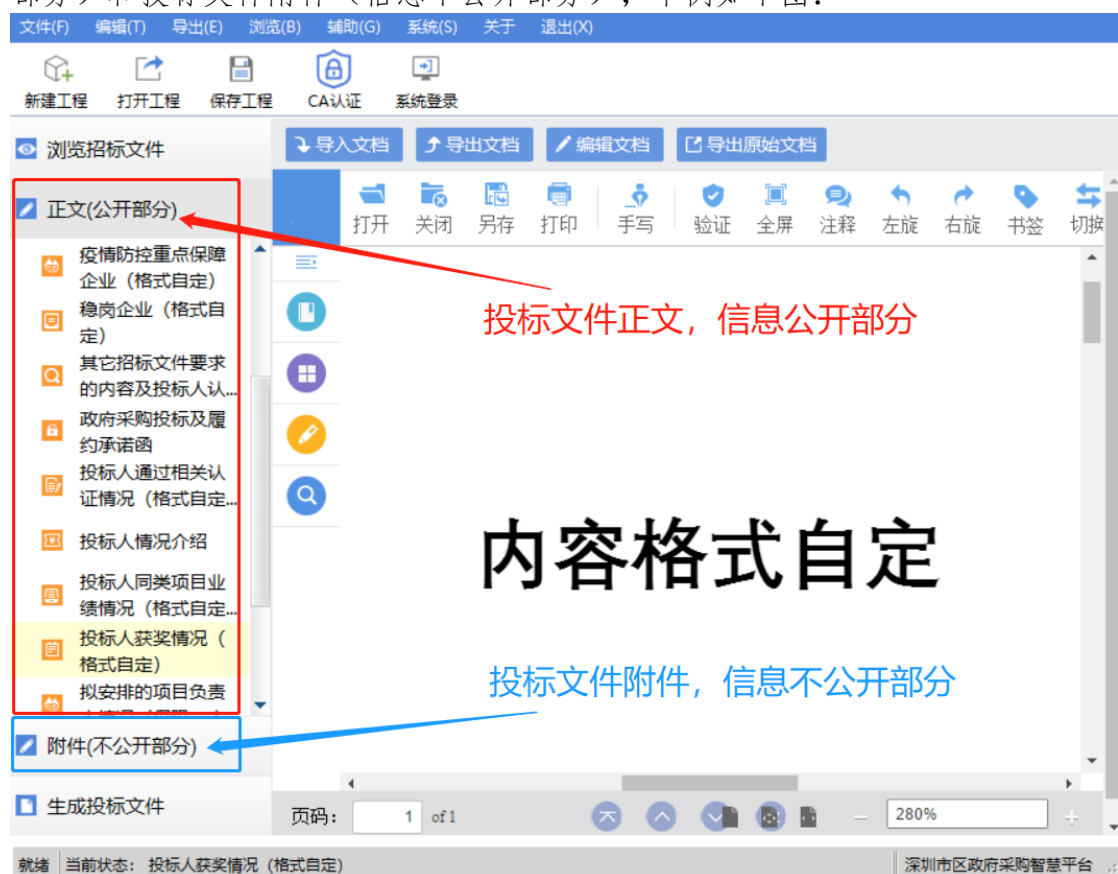 文件(F) 编辑(T) 导出(E) 浏览(B) 辅助(G) 系统(S) 关于 退出(X)
新建工程 打开工程 保存工程 CA认证 系统登录
浏览招标文件
导入文档 导出文档 编辑文档 导出原始文档
正文(公开部分)
打开 关闭 另存 打印 手写 验证 全屏 注释 左旋 右旋 书签 切换
疫情防控重点保障
企业（格式自定）
稳岗企业（格式自
定）
投标文件正文，信息公开部分
其它招标文件要求
的内容及投标人认...
政府采购投标及履
约承诺函
投标人通过相关认
证情况（格式自定...
投标人情况介绍
内容格式自定
投标人同类项目业
绩情况（格式自定...
投标人获奖情况（
格式自定）
投标文件附件，信息不公开部分
拟安排的项目负责
附件(不公开部分)
生成投标文件
页码: 1 of 1 280%
就绪 当前状态: 投标人获奖情况（格式自定） 深圳市区政府采购智慧平台